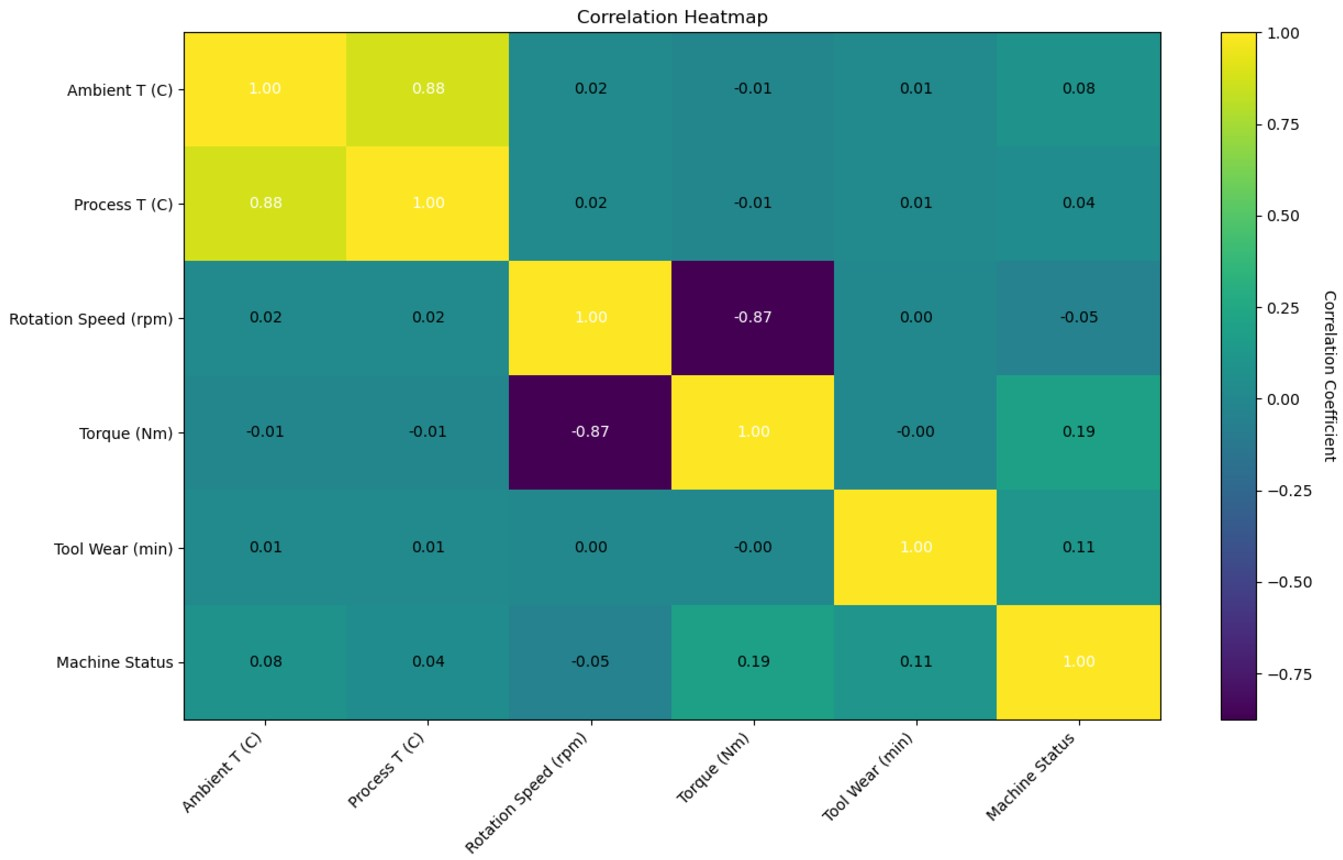 Correlation Heatmap
Ambient T (C) 1.00 0.88 0.02 -0.01 0.01 0.08
Process T (C) 0.88 1.00 0.02 -0.01 0.01 0.04
Rotation Speed (rpm) 0.02 0.02 1.00 -0.87 0.00 -0.05
Torque (Nm) -0.01 -0.01 -0.87 1.00 -0.00 0.19
Tool Wear (min) 0.01 0.01 0.00 -0.00 1.00 0.11
Machine Status 0.08 0.04 -0.05 0.19 0.11 1.00
Ambient T (C)
Process T (C)
Rotation Speed (rpm)
Torque (Nm)
Tool Wear (min)
Machine Status
1.00
0.75
0.50
0.25
0.00
−0.25
−0.50
−0.75
Correlation Coefficient